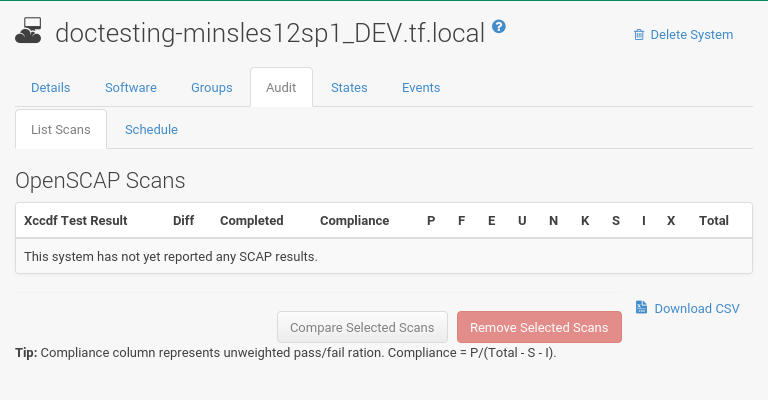 doctesting-minsles12sp1_DEV.tf.local ?
Delete System
Details Software Groups Audit States Events
List Scans Schedule
OpenSCAP Scans
Xccdf Test Result Diff Completed Compliance P F E U N K S I X Total
This system has not yet reported any SCAP results.
Download CSV
Compare Selected Scans Remove Selected Scans
Tip: Compliance column represents unweighted pass/fail ration. Compliance = P/(Total - S - I).